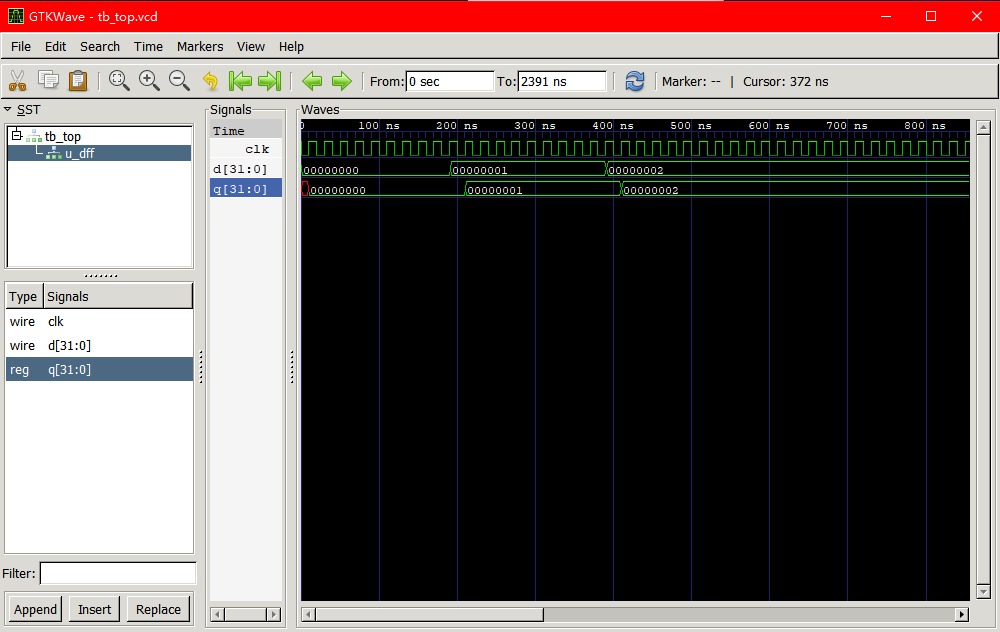 GTKWave - tb_top.vcd
File Edit Search Time Markers View Help
From: 0 sec To: 2391 ns Marker: -- | Cursor: 372 ns
SST
tb_top
u_dff
Type Signals
wire clk
wire d[31:0]
reg q[31:0]
Filter:
Append Insert Replace
Signals
Time
clk
d[31:0]
q[31:0]
Waves
0 100 ns 200 ns 300 ns 400 ns 500 ns 600 ns 700 ns 800 ns
00000000 00000001 00000002
00000000 00000001 00000002